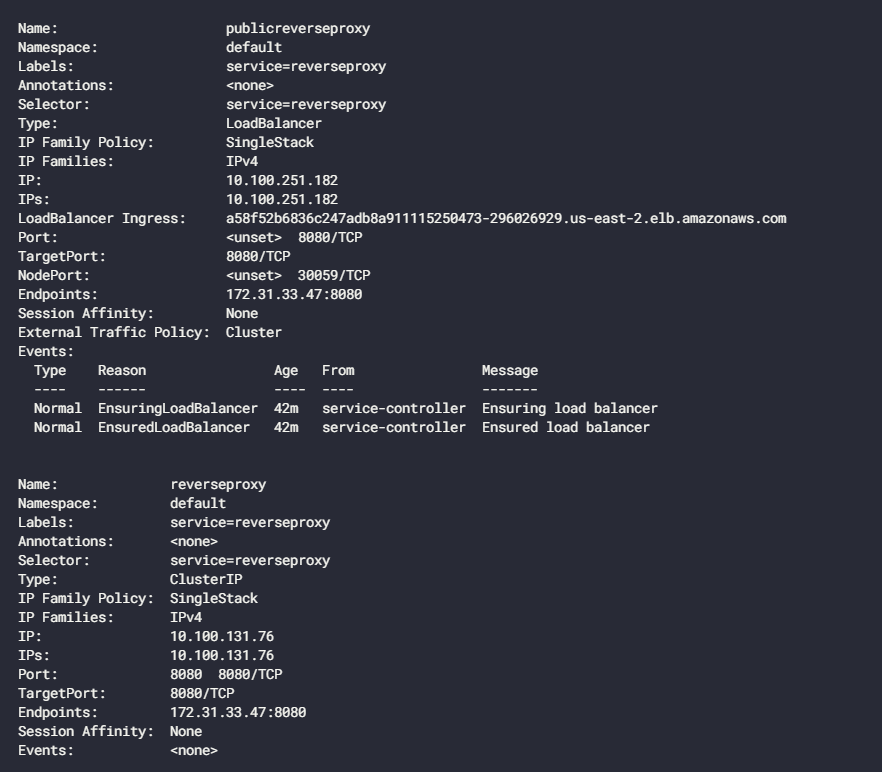 Name:                     publicreverseproxy
Namespace:                default
Labels:                   service=reverseproxy
Annotations:              <none>
Selector:                 service=reverseproxy
Type:                     LoadBalancer
IP Family Policy:         SingleStack
IP Families:              IPv4
IP:                       10.100.251.182
IPs:                      10.100.251.182
LoadBalancer Ingress:     a58f52b6836c247adb8a911115250473-296026929.us-east-2.elb.amazonaws.com
Port:                     <unset>  8080/TCP
TargetPort:               8080/TCP
NodePort:                 <unset>  30059/TCP
Endpoints:                172.31.33.47:8080
Session Affinity:         None
External Traffic Policy:  Cluster
Events:
  Type    Reason                Age   From                Message
  ----    ------                ----  ----                -------
  Normal  EnsuringLoadBalancer  42m   service-controller  Ensuring load balancer
  Normal  EnsuredLoadBalancer   42m   service-controller  Ensured load balancer

Name:              reverseproxy
Namespace:         default
Labels:            service=reverseproxy
Annotations:       <none>
Selector:          service=reverseproxy
Type:              ClusterIP
IP Family Policy:  SingleStack
IP Families:       IPv4
IP:                10.100.131.76
IPs:               10.100.131.76
Port:              8080  8080/TCP
TargetPort:        8080/TCP
Endpoints:         172.31.33.47:8080
Session Affinity:  None
Events:            <none>